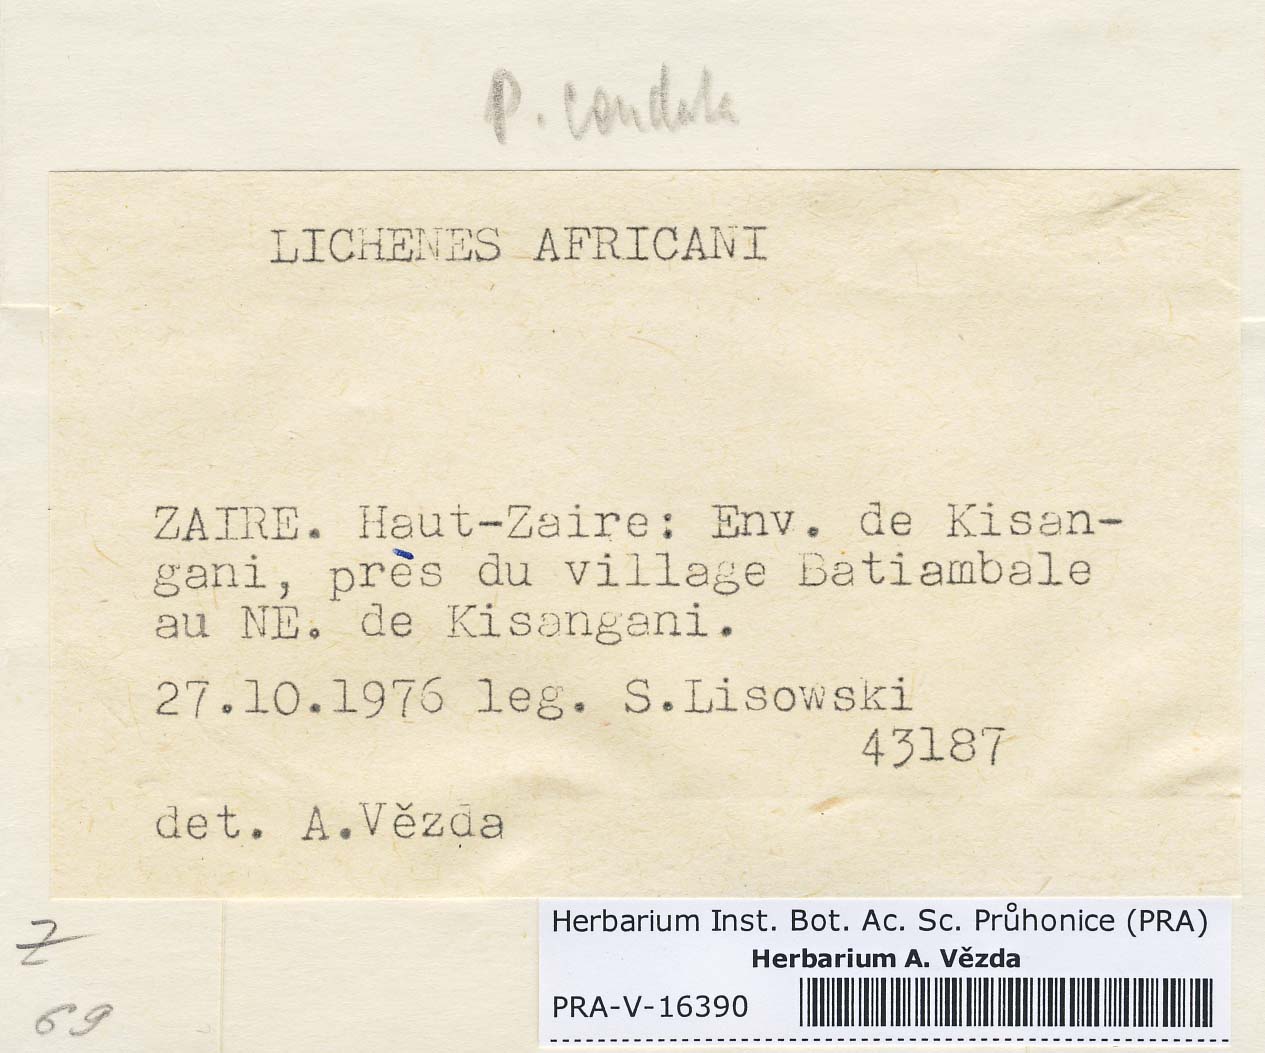 P. caudata
LICHENES AFRICANI
ZAIRE. Haut-Zaire: Env. de Kisan-
gani, près du village Batiambale
au NE. de Kisangani.
27.10.1976 leg. S.Lisowski
43187
det. A.Vězda
Z
69
Herbarium Inst. Bot. Ac. Sc. Průhonice (PRA)
Herbarium A. Vězda
PRA-V-16390